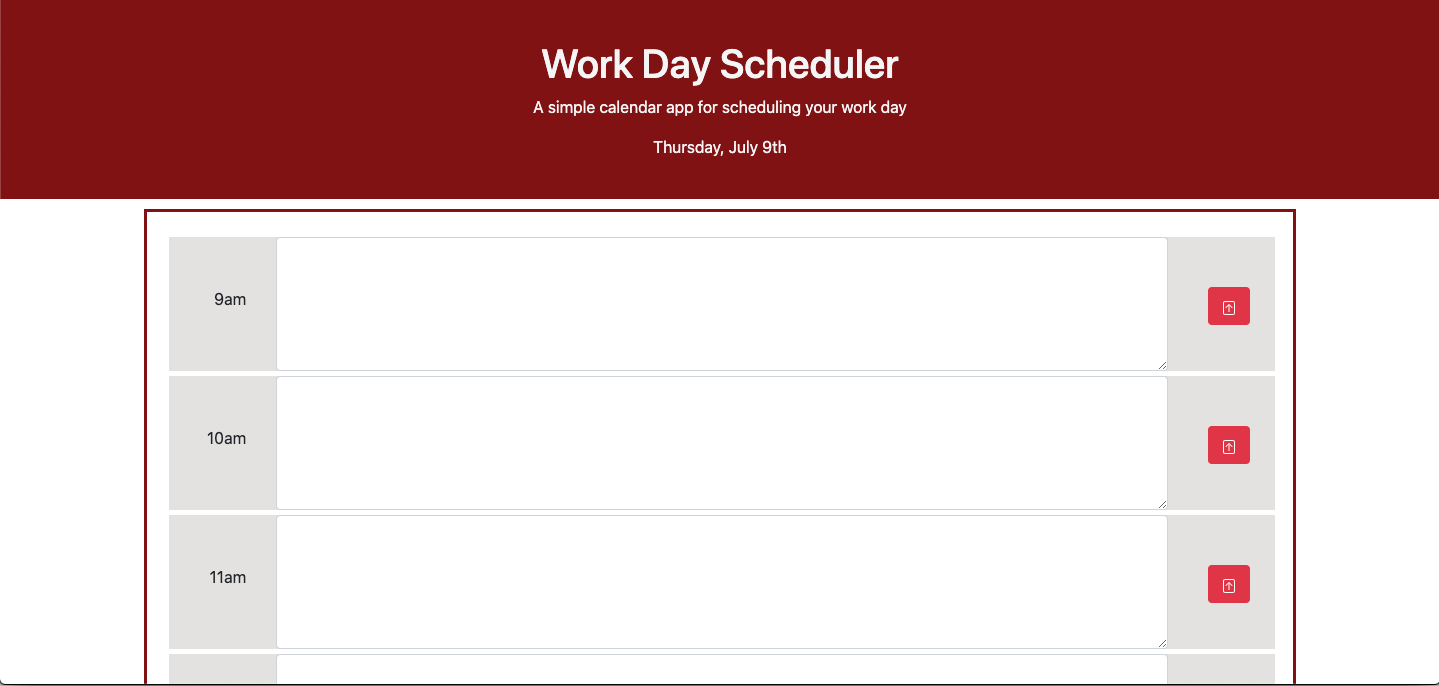 Work Day Scheduler
A simple calendar app for scheduling your work day
Thursday, July 9th
9am
10am
11am